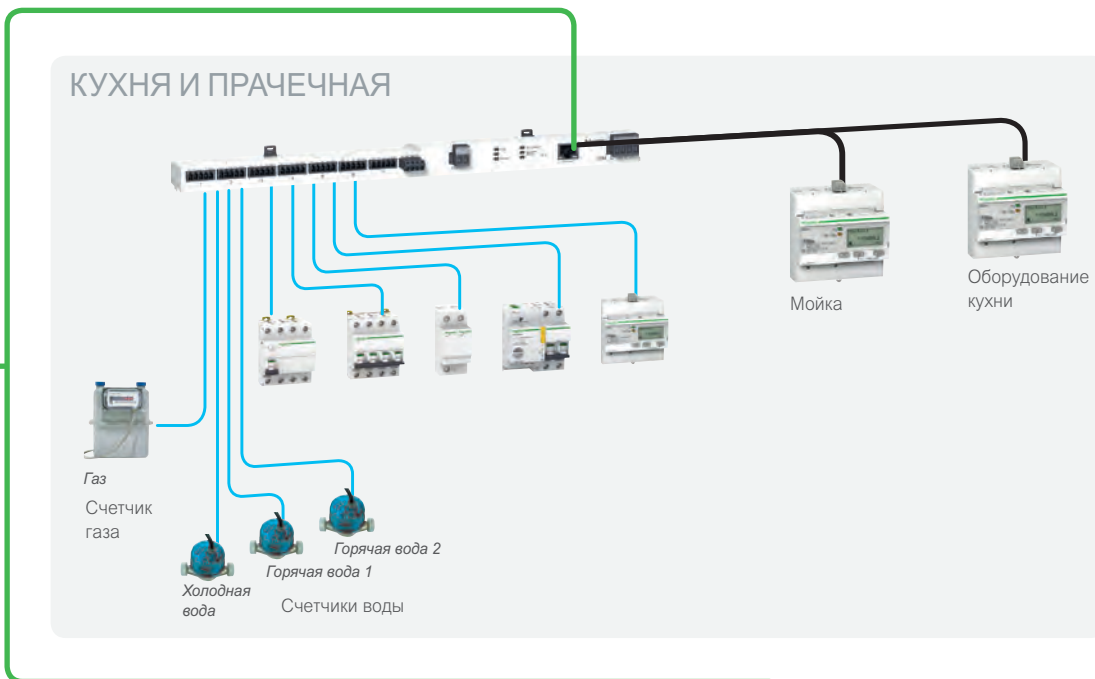 КУХНЯ И ПРАЧЕЧНАЯ
Мойка
Оборудование
кухни
Газ
Счетчик
газа
Горячая вода 2
Горячая вода 1
Холодная
вода
Счетчики воды